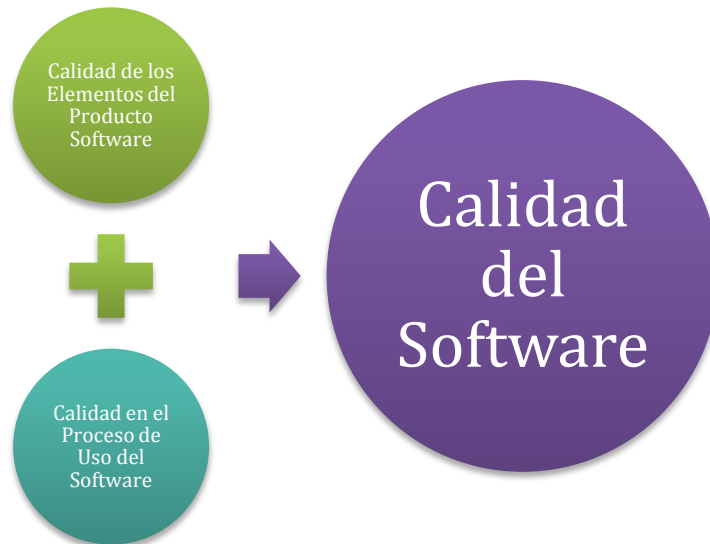 Calidad de los
Elementos del
Producto
Software
Calidad en el
Proceso de
Uso del
Software
Calidad
del
Software